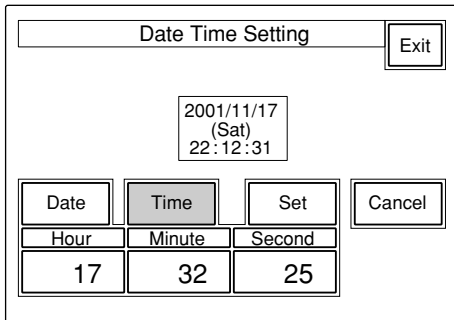 Date Time Setting
Exit
2001/11/17
(Sat)
22:12:31
Date Time Set Cancel
Hour Minute Second
17 32 25